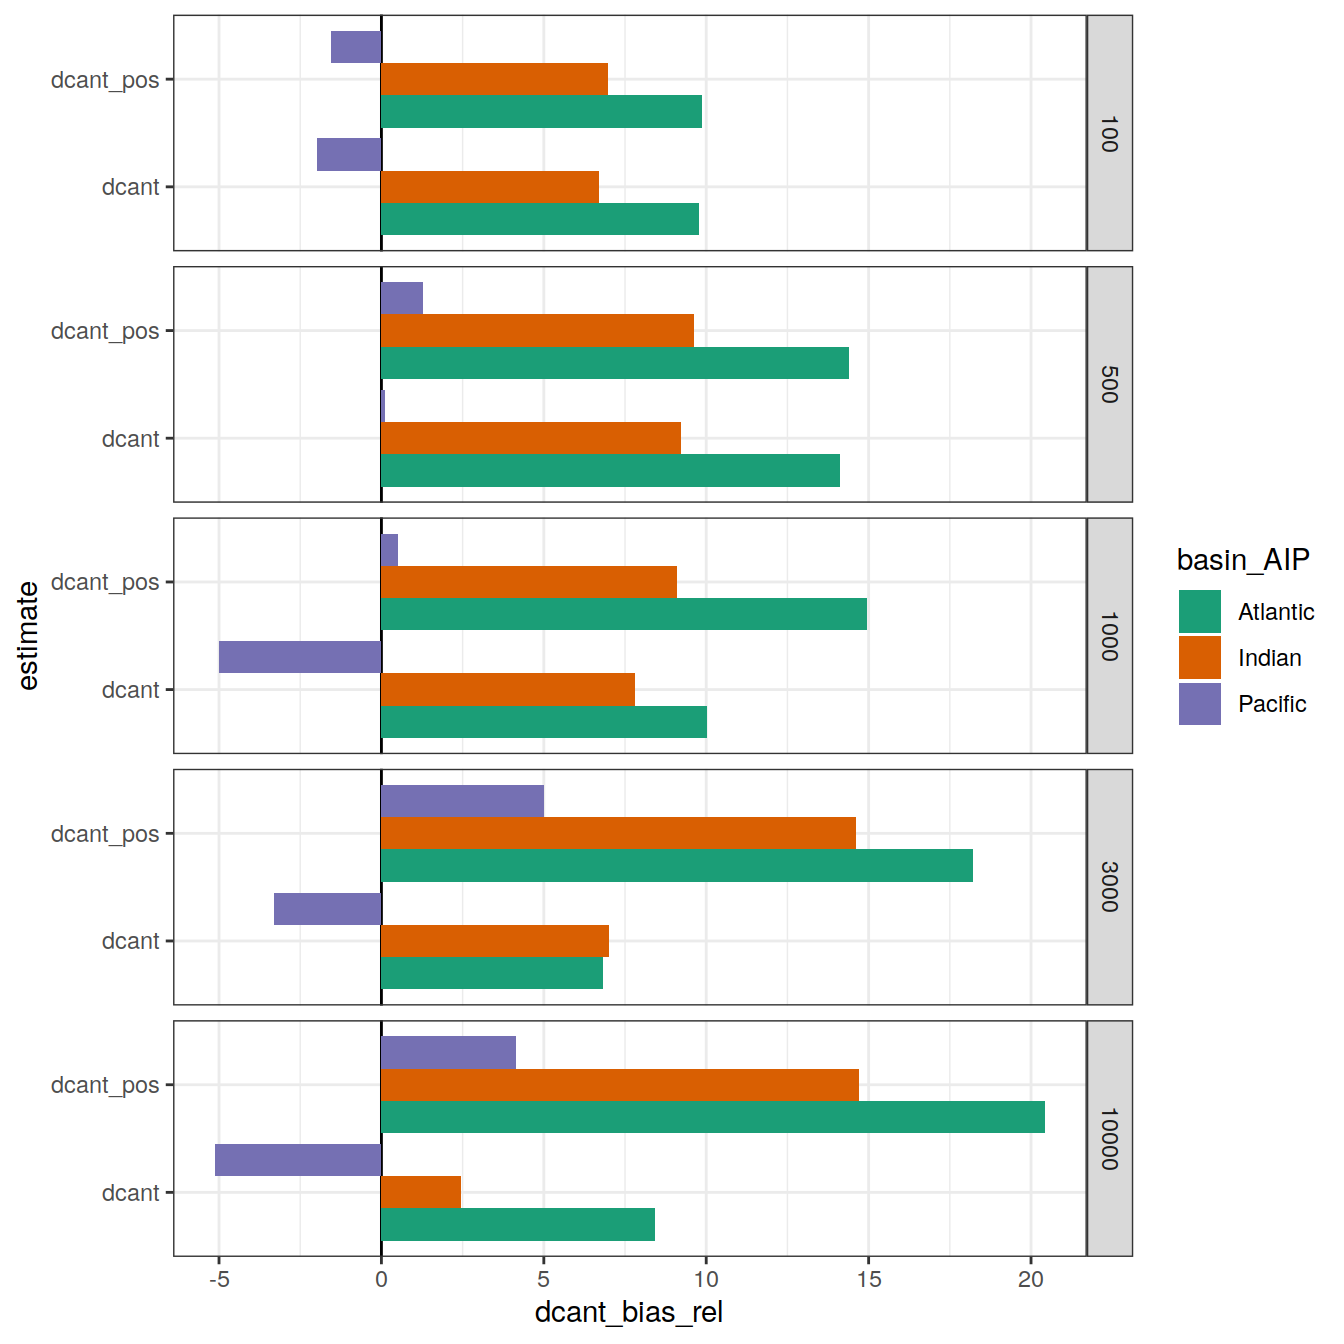 dcant_pos
dcant
100
dcant_pos
dcant
500
dcant_pos
dcant
1000
dcant_pos
dcant
3000
dcant_pos
dcant
10000
-5 0 5 10 15 20
dcant_bias_rel
estimate
basin_AIP
Atlantic
Indian
Pacific